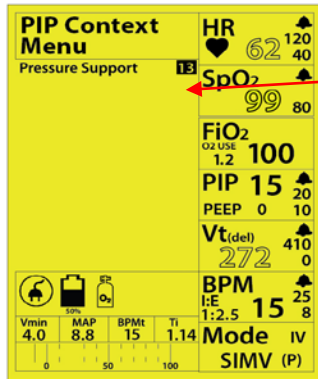 PIP Context
Menu
Pressure Support 13
HR
62 120
40
SpO₂
99 80
FiO₂
O2 USE
1.2 100
PIP 15 20
PEEP 0 10
Vt(del) 410
272 0
BPM
I:E 15 25
1:2.5 8
Mode IV
SIMV (P)
50%
O₂
Vmin MAP BPMt Ti
4.0 8.8 15 1.14
0 50 100